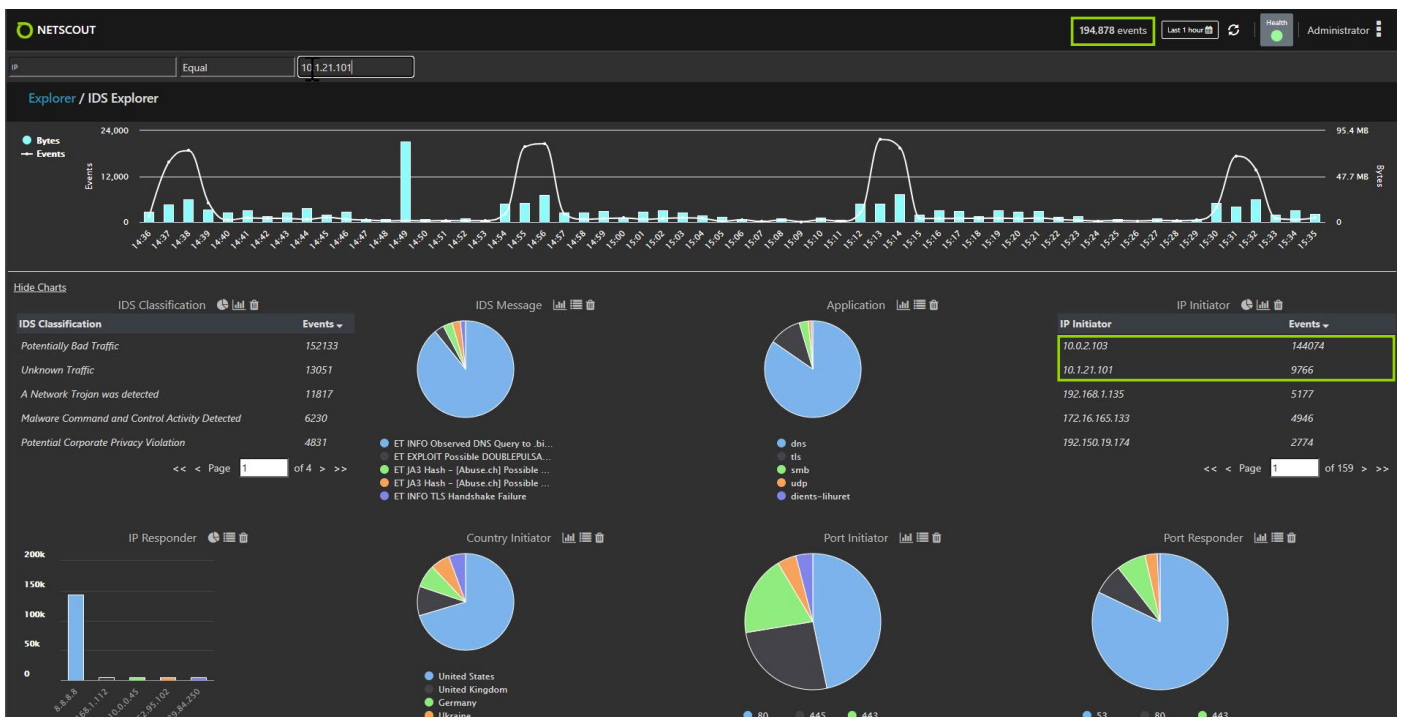 NETSCOUT
194,878 events
Last 1 hour
Health
Administrator
IP
Equal
10.1.21.101
Explorer / IDS Explorer
Bytes
Events
24,000
12,000
0
Events
95.4 MB
47.7 MB
0
Bytes
14:36 14:37 14:38 14:39 14:40 14:41 14:42 14:43 14:44 14:45 14:46 14:47 14:48 14:49 14:50 14:51 14:52 14:53 14:54 14:55 14:56 14:57 14:58 14:59 15:00 15:01 15:02 15:03 15:04 15:05 15:06 15:07 15:08 15:09 15:10 15:11 15:12 15:13 15:14 15:15 15:16 15:17 15:18 15:19 15:20 15:21 15:22 15:23 15:24 15:25 15:26 15:27 15:28 15:29 15:30 15:31 15:32 15:33 15:34 15:35
Hide Charts
IDS Classification
IDS Classification Events
Potentially Bad Traffic 152133
Unknown Traffic 13051
A Network Trojan was detected 11817
Malware Command and Control Activity Detected 6230
Potential Corporate Privacy Violation 4831
<< < Page 1 of 4 > >>
IDS Message
ET INFO Observed DNS Query to .bi...
ET EXPLOIT Possible DOUBLEPULSA...
ET JA3 Hash - [Abuse.ch] Possible ...
ET JA3 Hash - [Abuse.ch] Possible ...
ET INFO TLS Handshake Failure
Application
dns
tls
smb
udp
dients-lihuret
IP Initiator
IP Initiator Events
10.0.2.103 144074
10.1.21.101 9766
192.168.1.135 5177
172.16.165.133 4946
192.150.19.174 2774
<< < Page 1 of 159 > >>
IP Responder
200k
150k
100k
50k
0
8.8.8.8
168.1.112
10.0.0.45
2.95.102
29.84.250
Country Initiator
United States
United Kingdom
Germany
Ukraine
Port Initiator
80 445 443
Port Responder
53 80 443